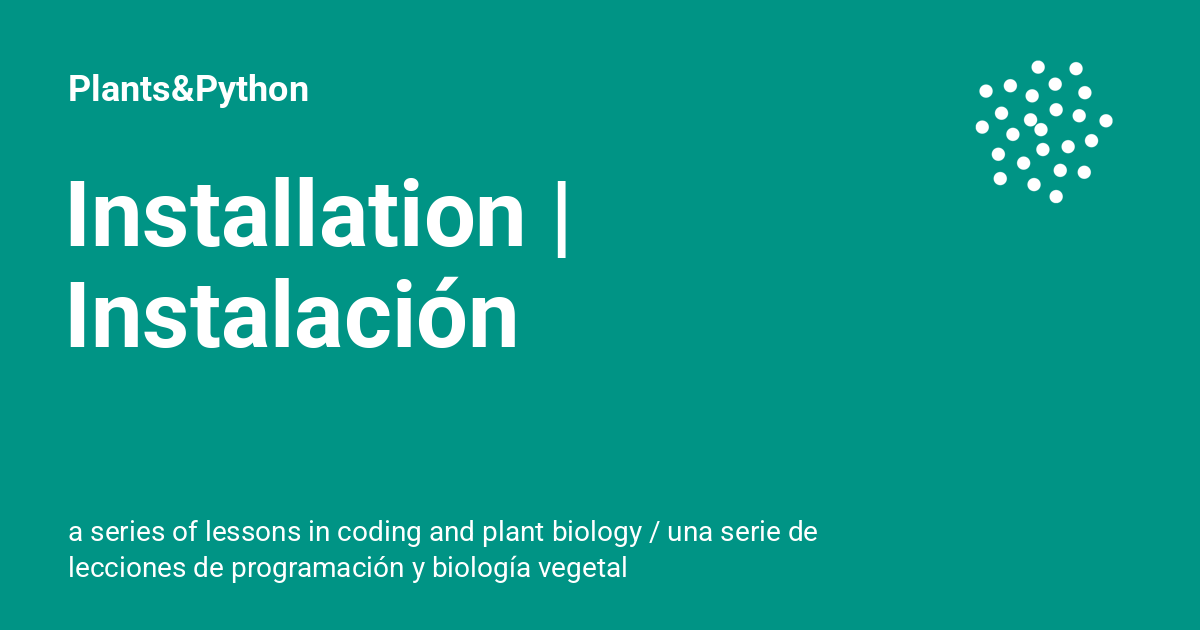 Plants&Python
Installation |
Instalación
a series of lessons in coding and plant biology / una serie de
lecciones de programación y biología vegetal